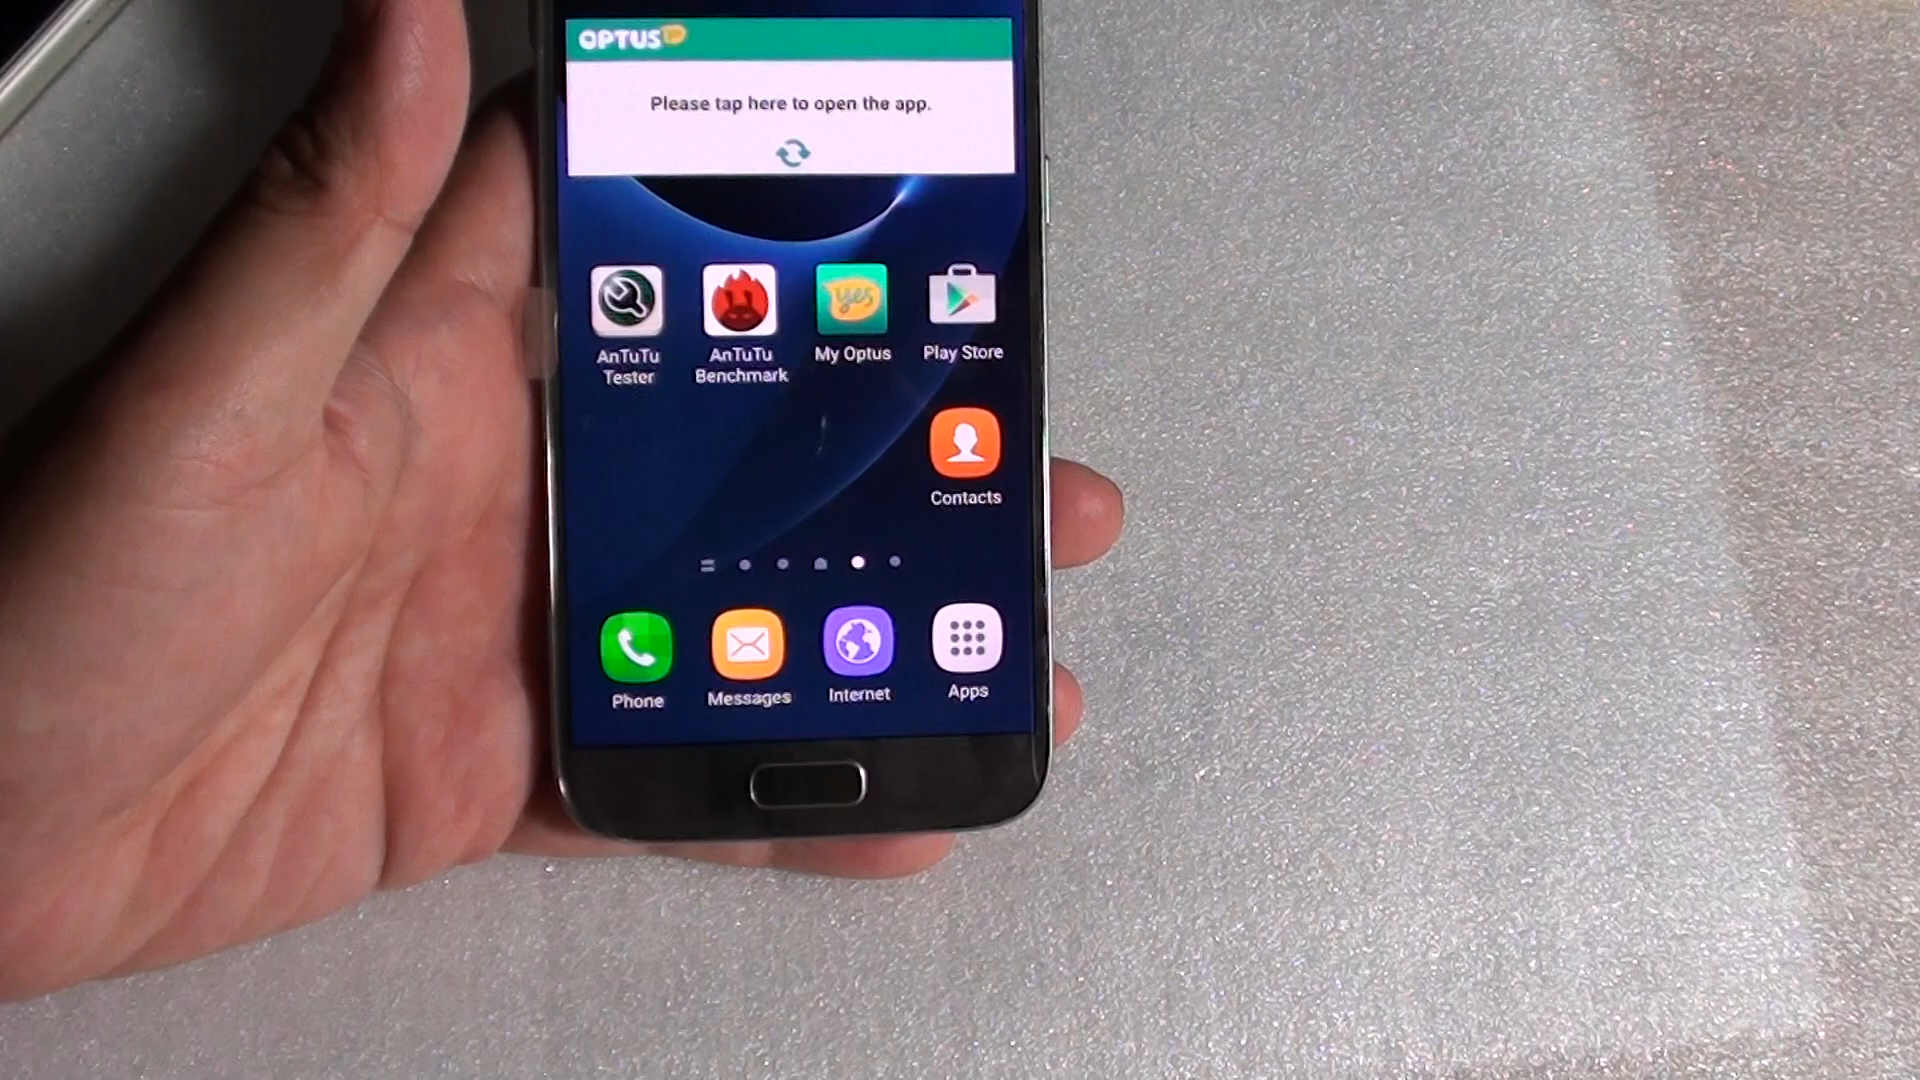 OPTUS
Please tap here to open the app.
yes
AnTuTu
Tester
AnTuTu
Benchmark
My Optus
Play Store
Contacts
Phone
Messages
Internet
Apps